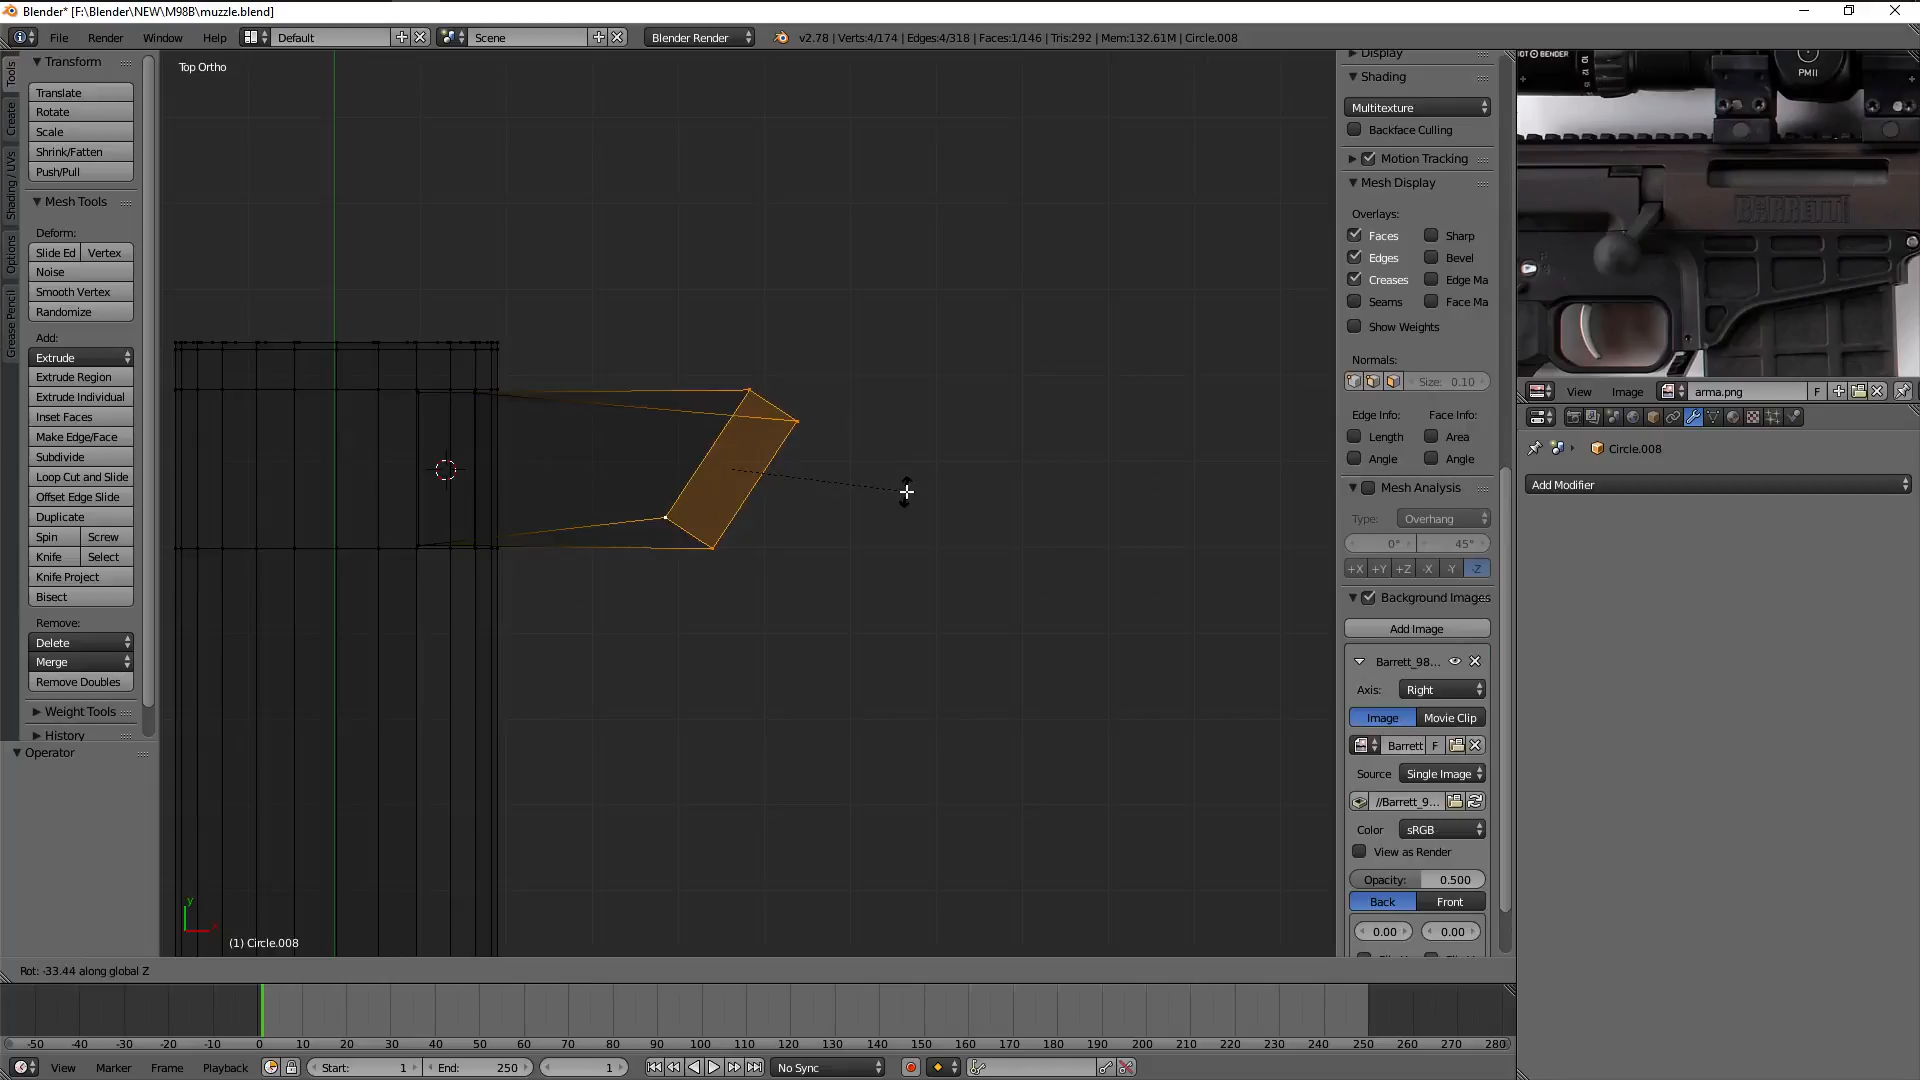 Blender* [F:\Blender\NEW\M98B\muzzle.blend]
File Render Window Help Default Scene Blender Render v2.78 | Verts:4/174 | Edges:4/318 | Faces:1/146 | Tris:292 | Mem:132.61M | Circle.008
Tools
Create
Shading / UVs
Options
Grease Pencil
Transform
Translate
Rotate
Scale
Shrink/Fatten
Push/Pull
Mesh Tools
Deform:
Slide Ed Vertex
Noise
Smooth Vertex
Randomize
Add:
Extrude
Extrude Region
Extrude Individual
Inset Faces
Make Edge/Face
Subdivide
Loop Cut and Slide
Offset Edge Slide
Duplicate
Spin Screw
Knife Select
Knife Project
Bisect
Remove:
Delete
Merge
Remove Doubles
Weight Tools
History
Operator
Top Ortho
y
x
(1) Circle.008
Rot: -33.44 along global Z
Display
Shading
Multitexture
Backface Culling
Motion Tracking
Mesh Display
Overlays:
Faces Sharp
Edges Bevel
Creases Edge Ma
Seams Face Ma
Show Weights
Normals:
Size: 0.10
Edge Info: Face Info:
Length Area
Angle Angle
Mesh Analysis
Type: Overhang
0° 45°
+X +Y +Z -X -Y -Z
Background Images
Add Image
Barrett_98...
Axis: Right
Image Movie Clip
Barrett F
Source Single Image
//Barrett_9...
Color sRGB
View as Render
Opacity: 0.500
Back Front
0.00 0.00
BENDER
PMII
BARRETT
View Image arma.png F
Circle.008
Add Modifier
-50 -40 -30 -20 -10 0 10 20 30 40 50 60 70 80 90 100 110 120 130 140 150 160 170 180 190 200 210 220 230 240 250 260 270 280
View Marker Frame Playback Start: 1 End: 250 1 No Sync